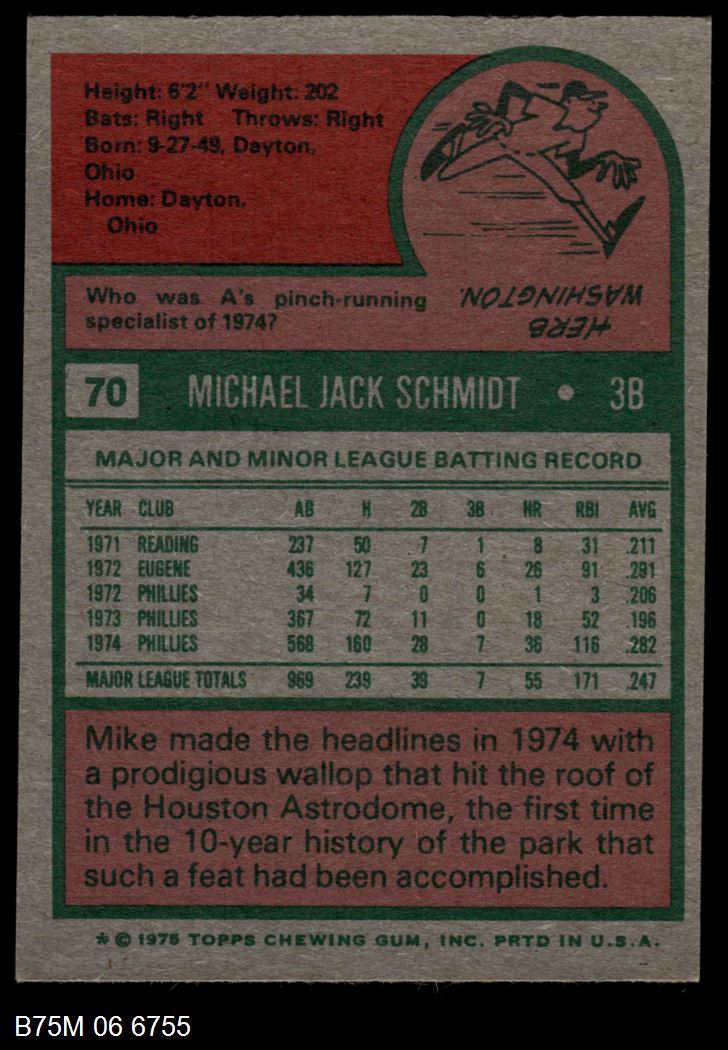 Height: 6'2" Weight: 202
Bats: Right Throws: Right
Born: 9-27-49, Dayton,
Ohio
Home: Dayton,
Ohio
Who was A's pinch-running
specialist of 1974?
HERB
WASHINGTON.
70 MICHAEL JACK SCHMIDT • 3B
MAJOR AND MINOR LEAGUE BATTING RECORD
YEAR CLUB AB H 2B 3B HR RBI AVG
1971 READING 237 50 7 1 8 31 .211
1972 EUGENE 436 127 23 6 26 91 .291
1972 PHILLIES 34 7 0 0 1 3 .206
1973 PHILLIES 367 72 11 0 18 52 .196
1974 PHILLIES 568 160 28 7 36 116 .282
MAJOR LEAGUE TOTALS 969 239 39 7 55 171 .247
Mike made the headlines in 1974 with
a prodigious wallop that hit the roof of
the Houston Astrodome, the first time
in the 10-year history of the park that
such a feat had been accomplished.
* © 1975 TOPPS CHEWING GUM, INC. PRTD IN U.S.A.
B75M 06 6755